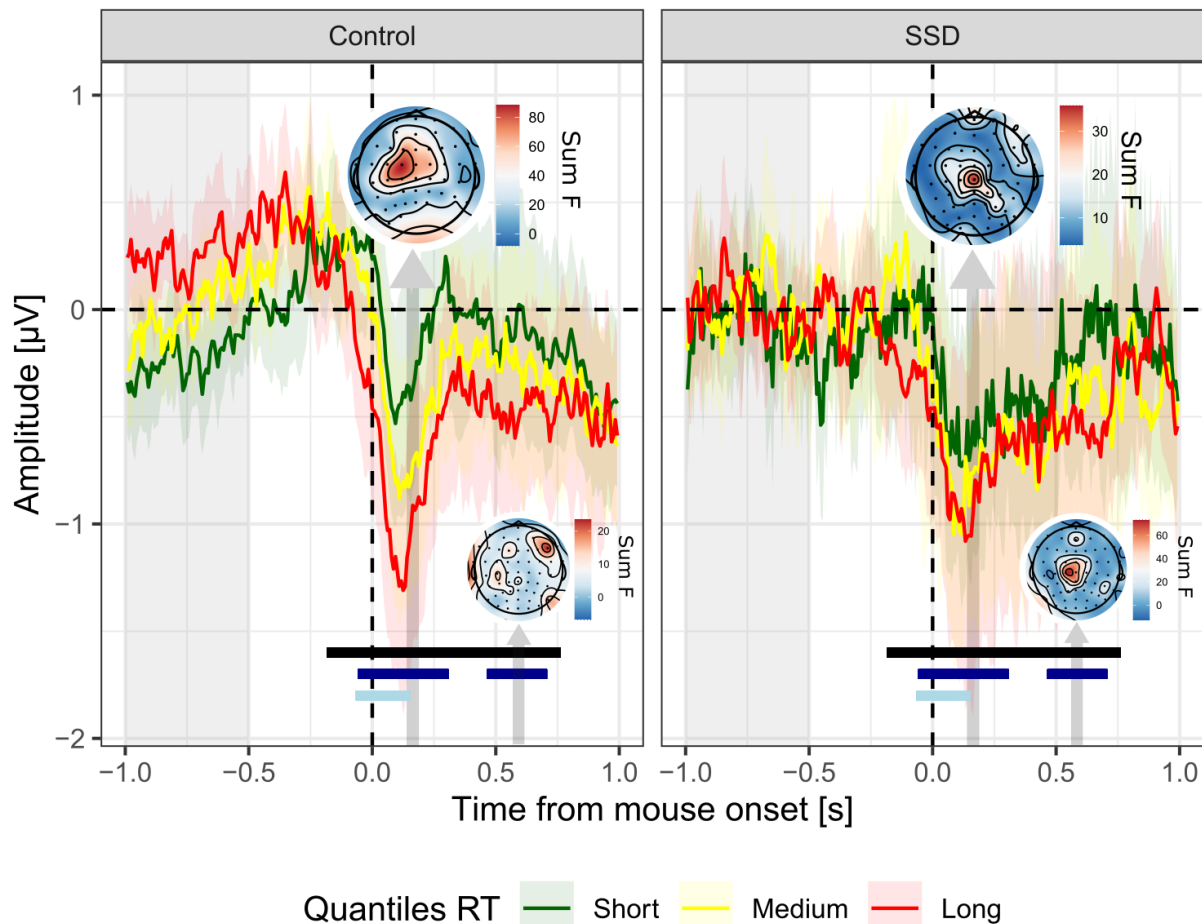 Control
SSD
1
0
−1
−2
Amplitude [µV]
80
60
40
20
0
Sum F
30
20
10
Sum F
20
10
0
Sum F
60
40
20
0
Sum F
−1.0 −0.5 0.0 0.5 1.0
−1.0 −0.5 0.0 0.5 1.0
Time from mouse onset [s]
Quantiles RT Short Medium Long